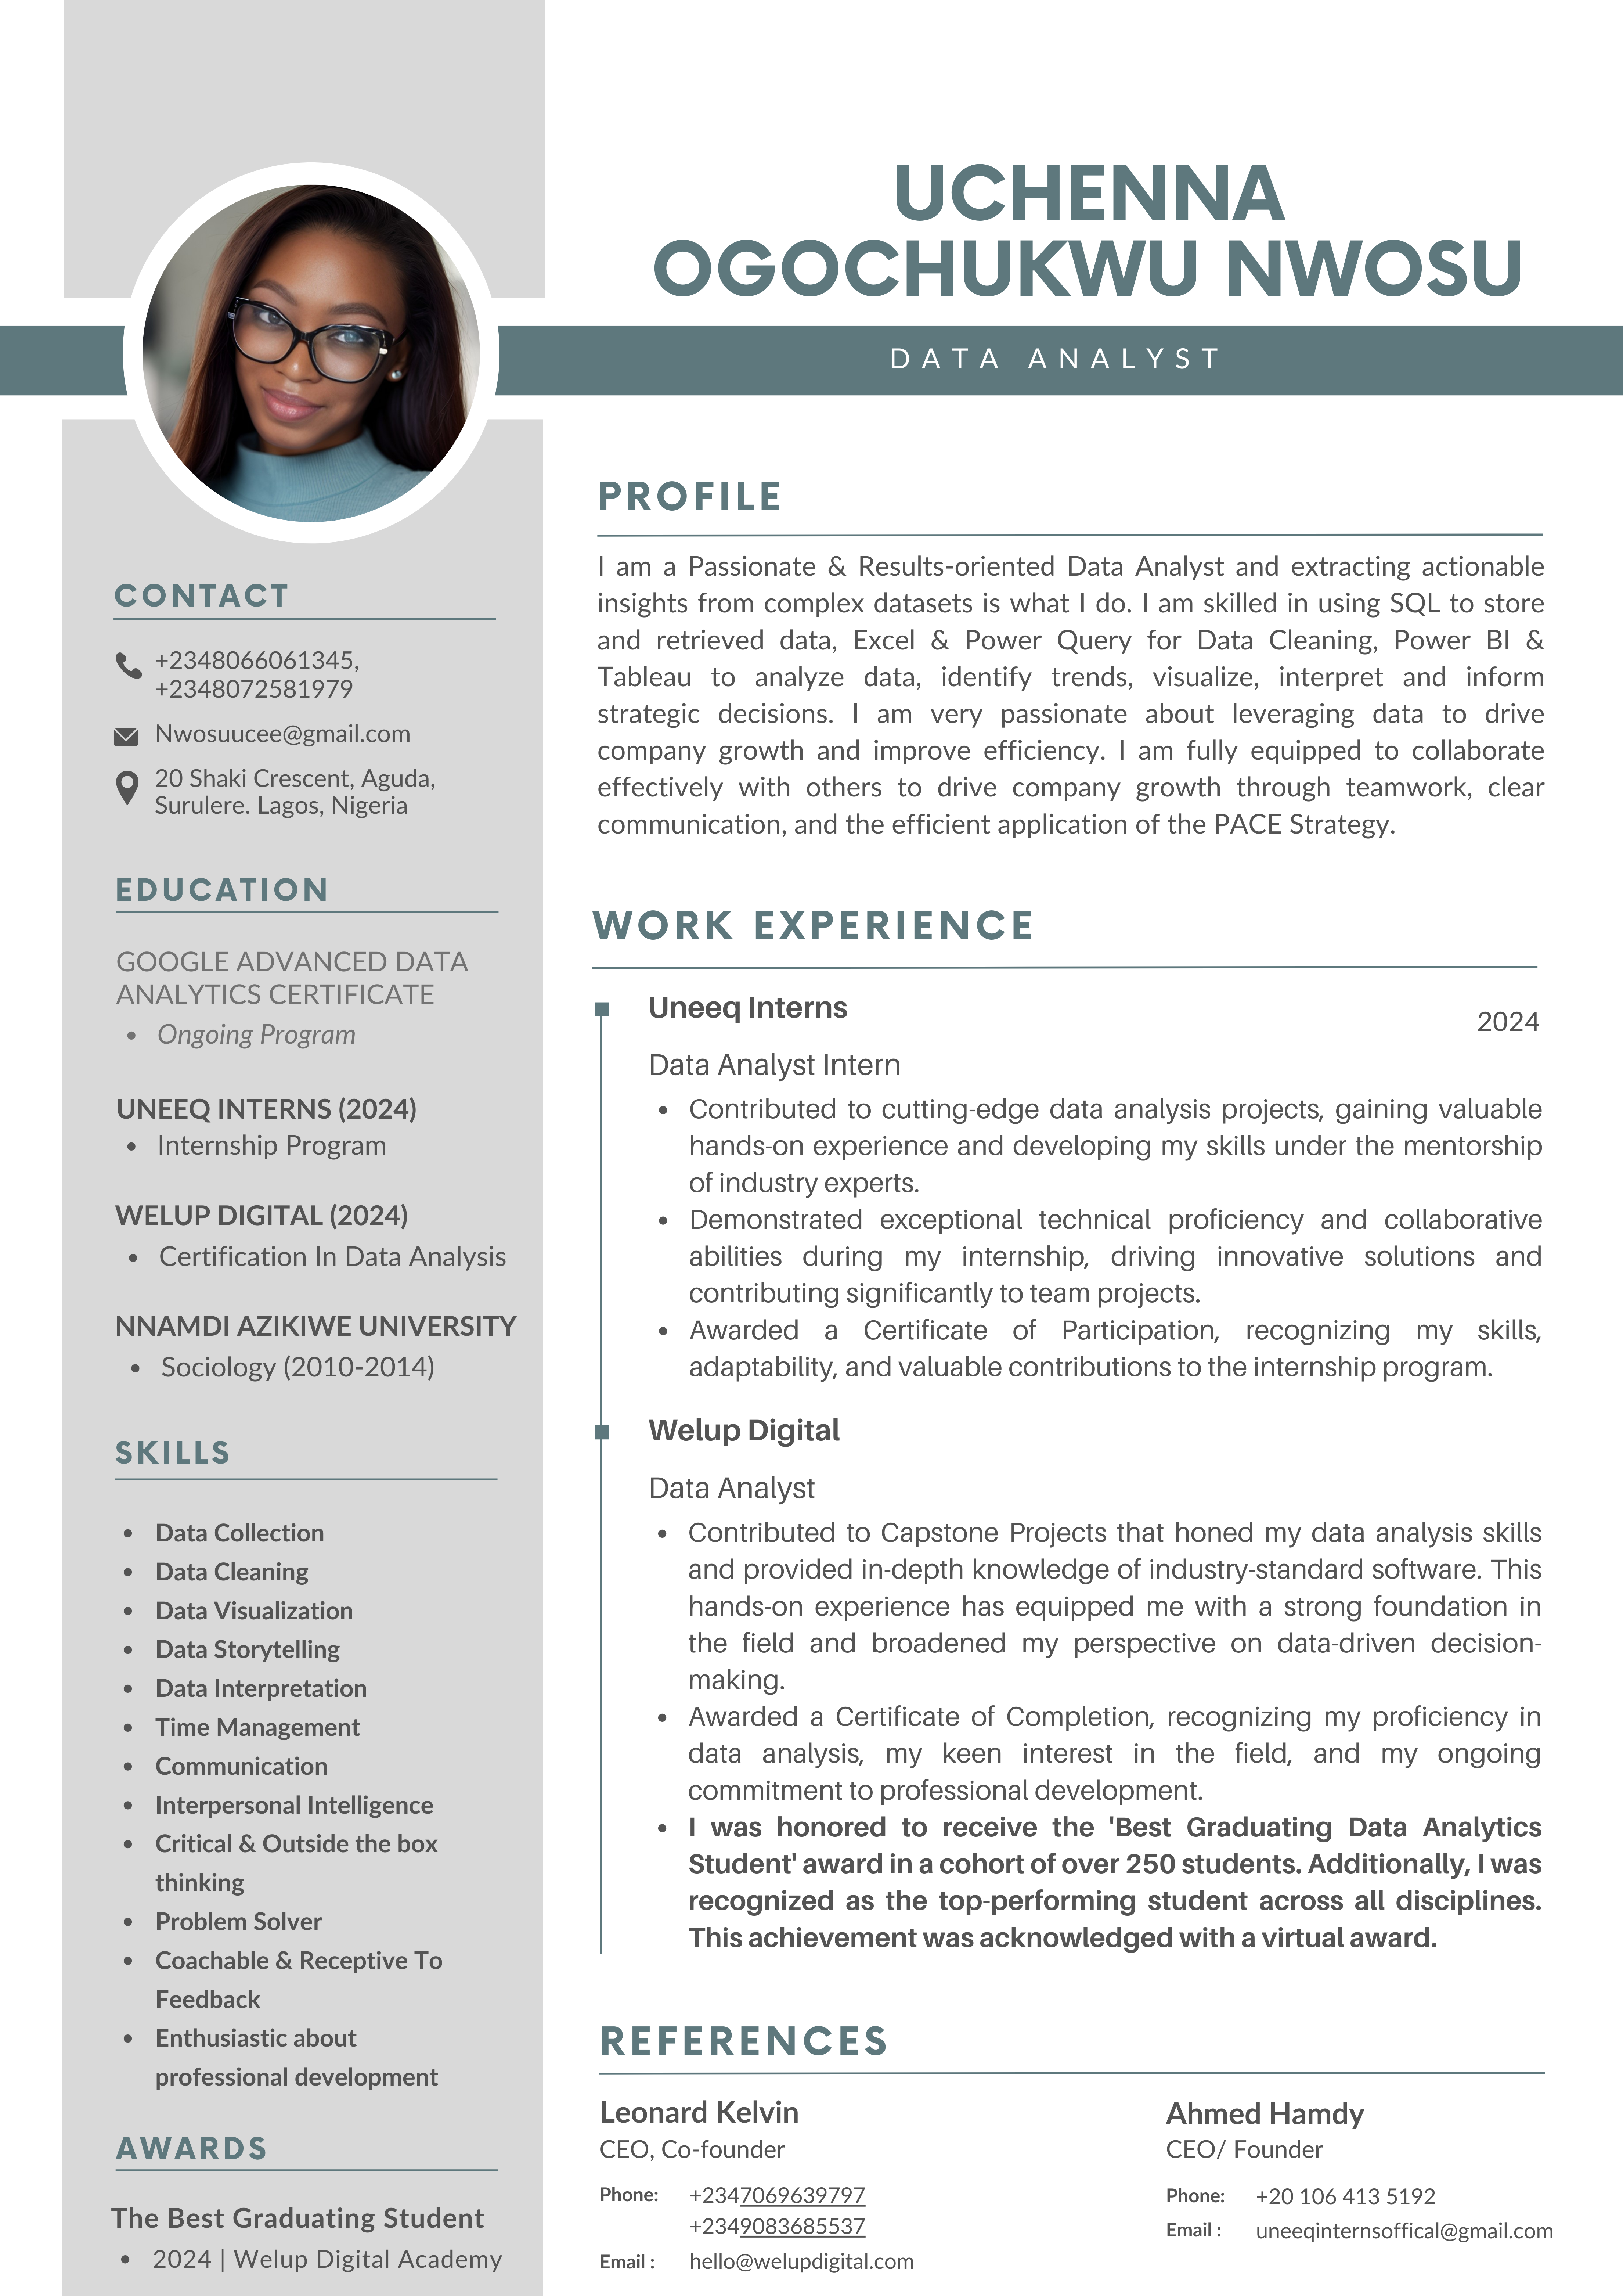 UCHENNA
OGOCHUKWU NWOSU
DATA ANALYST
CONTACT
+2348066061345,
+2348072581979
Nwosuucee@gmail.com
20 Shaki Crescent, Aguda,
Surulere. Lagos, Nigeria
EDUCATION
GOOGLE ADVANCED DATA
ANALYTICS CERTIFICATE
• Ongoing Program
UNEEQ INTERNS (2024)
• Internship Program
WELUP DIGITAL (2024)
• Certification In Data Analysis
NNAMDI AZIKIWE UNIVERSITY
• Sociology (2010-2014)
SKILLS
• Data Collection
• Data Cleaning
• Data Visualization
• Data Storytelling
• Data Interpretation
• Time Management
• Communication
• Interpersonal Intelligence
• Critical & Outside the box
thinking
• Problem Solver
• Coachable & Receptive To
Feedback
• Enthusiastic about
professional development
AWARDS
The Best Graduating Student
• 2024 | Welup Digital Academy
PROFILE
I am a Passionate & Results-oriented Data Analyst and extracting actionable
insights from complex datasets is what I do. I am skilled in using SQL to store
and retrieved data, Excel & Power Query for Data Cleaning, Power BI &
Tableau to analyze data, identify trends, visualize, interpret and inform
strategic decisions. I am very passionate about leveraging data to drive
company growth and improve efficiency. I am fully equipped to collaborate
effectively with others to drive company growth through teamwork, clear
communication, and the efficient application of the PACE Strategy.
WORK EXPERIENCE
Uneeq Interns
2024
Data Analyst Intern
• Contributed to cutting-edge data analysis projects, gaining valuable
hands-on experience and developing my skills under the mentorship
of industry experts.
• Demonstrated exceptional technical proficiency and collaborative
abilities during my internship, driving innovative solutions and
contributing significantly to team projects.
• Awarded a Certificate of Participation, recognizing my skills,
adaptability, and valuable contributions to the internship program.
Welup Digital
Data Analyst
• Contributed to Capstone Projects that honed my data analysis skills
and provided in-depth knowledge of industry-standard software. This
hands-on experience has equipped me with a strong foundation in
the field and broadened my perspective on data-driven decision-
making.
• Awarded a Certificate of Completion, recognizing my proficiency in
data analysis, my keen interest in the field, and my ongoing
commitment to professional development.
• I was honored to receive the 'Best Graduating Data Analytics
Student' award in a cohort of over 250 students. Additionally, I was
recognized as the top-performing student across all disciplines.
This achievement was acknowledged with a virtual award.
REFERENCES
Leonard Kelvin
CEO, Co-founder
Phone: +2347069639797
+2349083685537
Email : hello@welupdigital.com
Ahmed Hamdy
CEO/ Founder
Phone: +20 106 413 5192
Email : uneeqinternsoffical@gmail.com